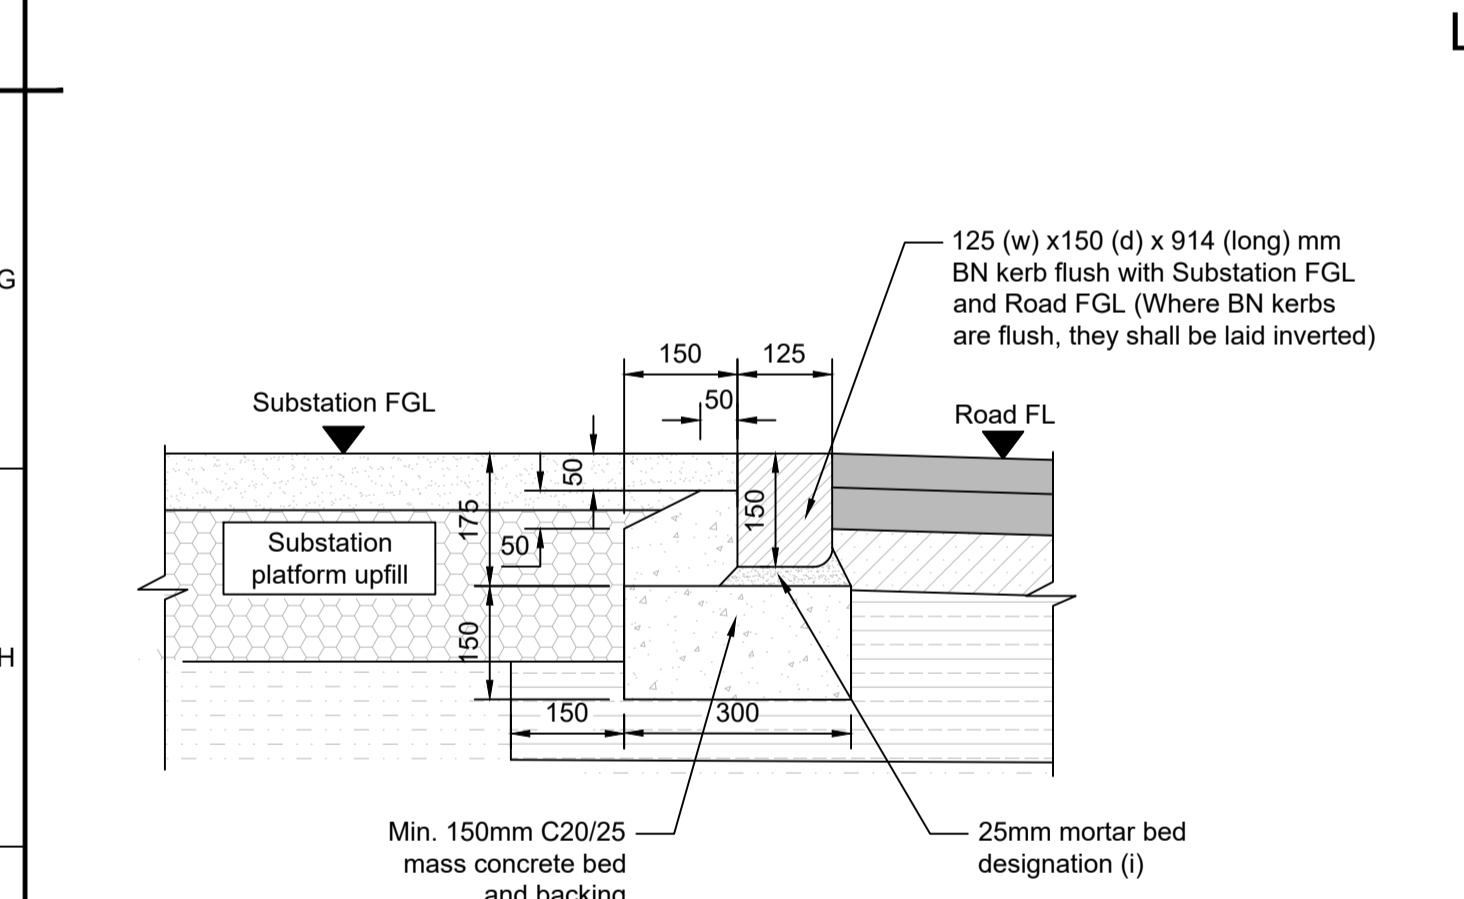 L
G
125 (w) x150 (d) x 914 (long) mm
BN kerb flush with Substation FGL
and Road FGL (Where BN kerbs
are flush, they shall be laid inverted)
150
125
50
Substation FGL
Road FL
50
175
150
50
Substation
platform upfill
150
H
150
300
Min. 150mm C20/25
mass concrete bed
and backing
25mm mortar bed
designation (i)